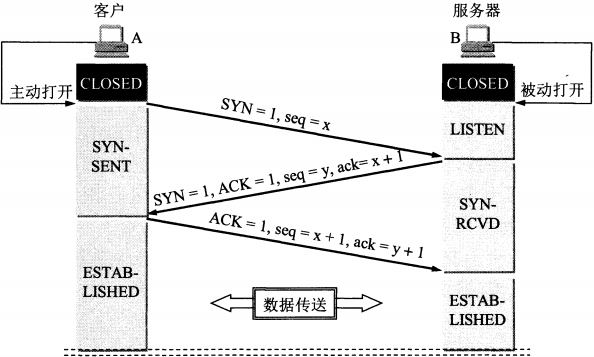 客户
服务器
A
B
主动打开
CLOSED
CLOSED
被动打开
SYN = 1, seq = x
LISTEN
SYN-
SENT
SYN = 1, ACK = 1, seq = y, ack= x + 1
SYN-
RCVD
ACK = 1, seq = x + 1, ack = y + 1
ESTAB-
LISHED
数据传送
ESTAB-
LISHED